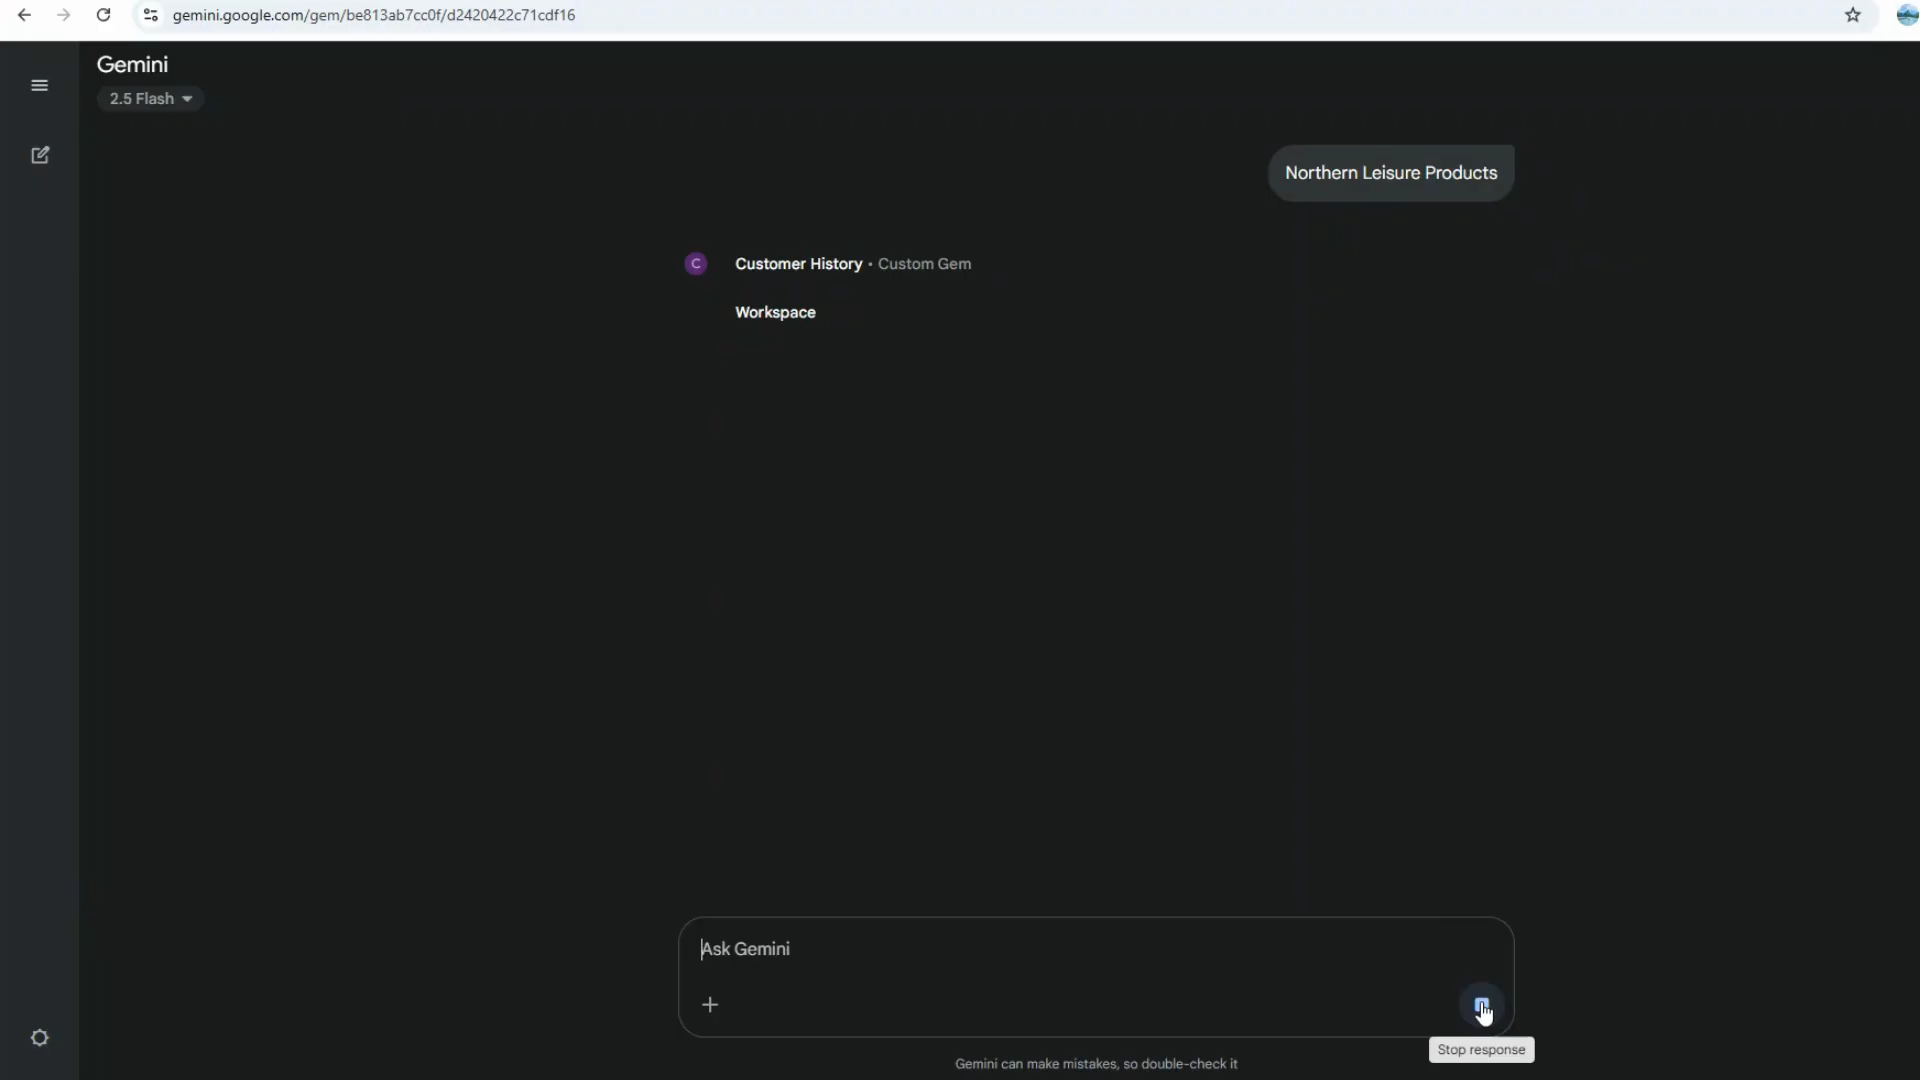 gemini.google.com/gem/be813ab7cc0f/d2420422c71cdf16
Gemini
2.5 Flash
Northern Leisure Products
C
Customer History • Custom Gem
Workspace
Ask Gemini
Stop response
Gemini can make mistakes, so double-check it